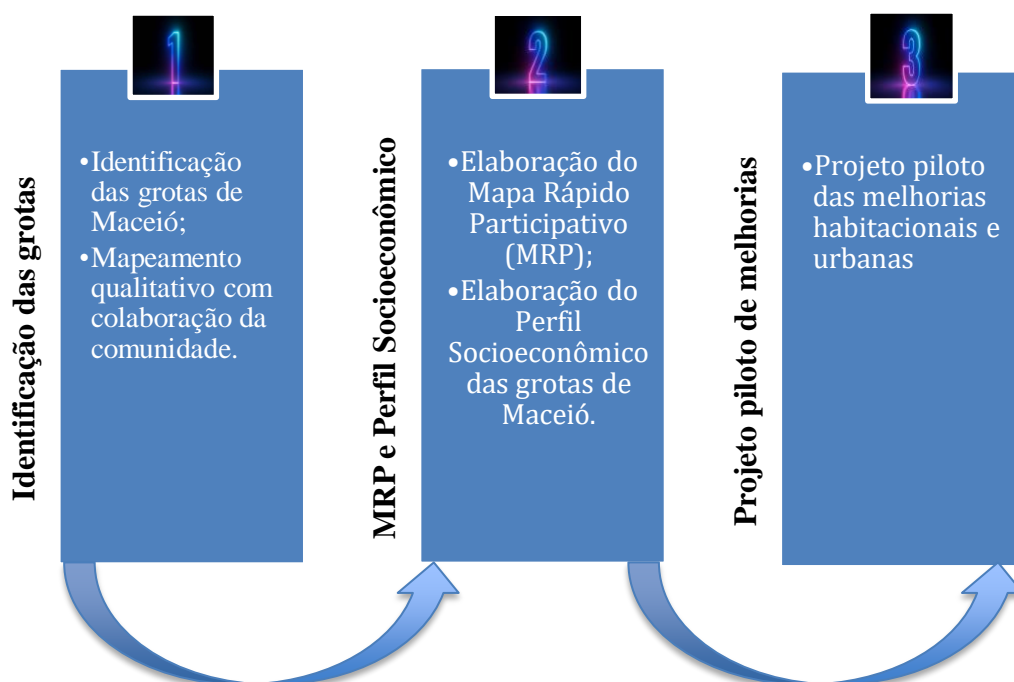 1
Identificação das grotas
•Identificação
das grotas de
Maceió;
•Mapeamento
qualitativo com
colaboração da
comunidade.
2
MRP e Perfil Socioeconômico
•Elaboração do
Mapa Rápido
Participativo
(MRP);
•Elaboração do
Perfil
Socioeconômico
das grotas de
Maceió.
3
Projeto piloto de melhorias
•Projeto piloto
das melhorias
habitacionais e
urbanas